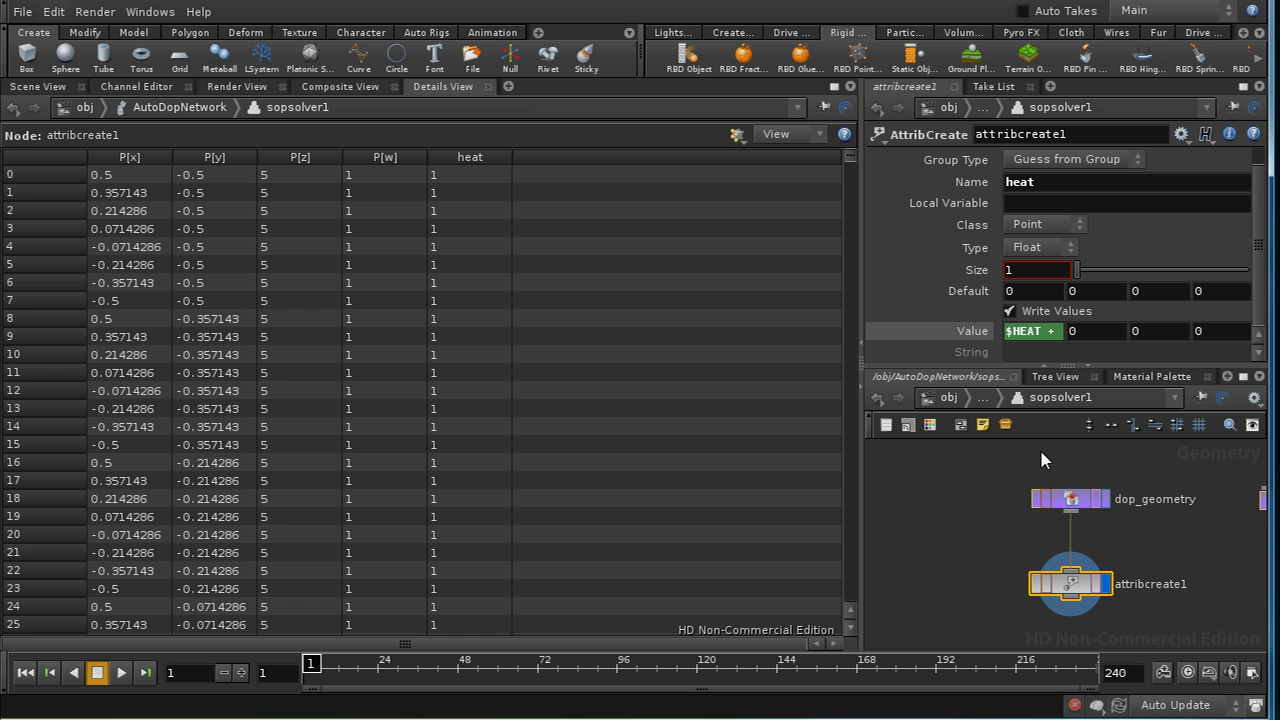 File Edit Render Windows Help
Auto Takes Main
Create Modify Model Polygon Deform Texture Character Auto Rigs Animation
Lights... Create... Drive ... Rigid ... Partic... Volum... Pyro FX Cloth Wires Fur Drive ...
Box Sphere Tube Torus Grid Metaball LSystem Platonic S... Curve Circle Font File Null Rivet Sticky
RBD Object RBD Fract... RBD Glue... RBD Point... Static Obj... Ground Pl... Terrain O... RBD Pin ... RBD Hing... RBD Sprin... RBD
Scene View Channel Editor Render View Composite View Details View
obj AutoDopNetwork sopsolver1
Node: attribcreate1 View
P[x] P[y] P[z] P[w] heat
0 0.5 -0.5 5 1 1
1 0.357143 -0.5 5 1 1
2 0.214286 -0.5 5 1 1
3 0.0714286 -0.5 5 1 1
4 -0.0714286 -0.5 5 1 1
5 -0.214286 -0.5 5 1 1
6 -0.357143 -0.5 5 1 1
7 -0.5 -0.5 5 1 1
8 0.5 -0.357143 5 1 1
9 0.357143 -0.357143 5 1 1
10 0.214286 -0.357143 5 1 1
11 0.0714286 -0.357143 5 1 1
12 -0.0714286 -0.357143 5 1 1
13 -0.214286 -0.357143 5 1 1
14 -0.357143 -0.357143 5 1 1
15 -0.5 -0.357143 5 1 1
16 0.5 -0.214286 5 1 1
17 0.357143 -0.214286 5 1 1
18 0.214286 -0.214286 5 1 1
19 0.0714286 -0.214286 5 1 1
20 -0.0714286 -0.214286 5 1 1
21 -0.214286 -0.214286 5 1 1
22 -0.357143 -0.214286 5 1 1
23 -0.5 -0.214286 5 1 1
24 0.5 -0.0714286 5 1 1
25 0.357143 -0.0714286 5 1 1
HD Non-Commercial Edition
attribcreate1 Take List
obj ... sopsolver1
AttribCreate attribcreate1
Group Type Guess from Group
Name heat
Local Variable
Class Point
Type Float
Size 1
Default 0 0 0 0
Write Values
Value $HEAT + 0 0 0
String
/obj/AutoDopNetwork/sops... Tree View Material Palette
obj ... sopsolver1
Geometry
dop_geometry
attribcreate1
HD Non-Commercial Edition
1 1 1 24 48 72 96 120 144 168 192 216 240
Auto Update